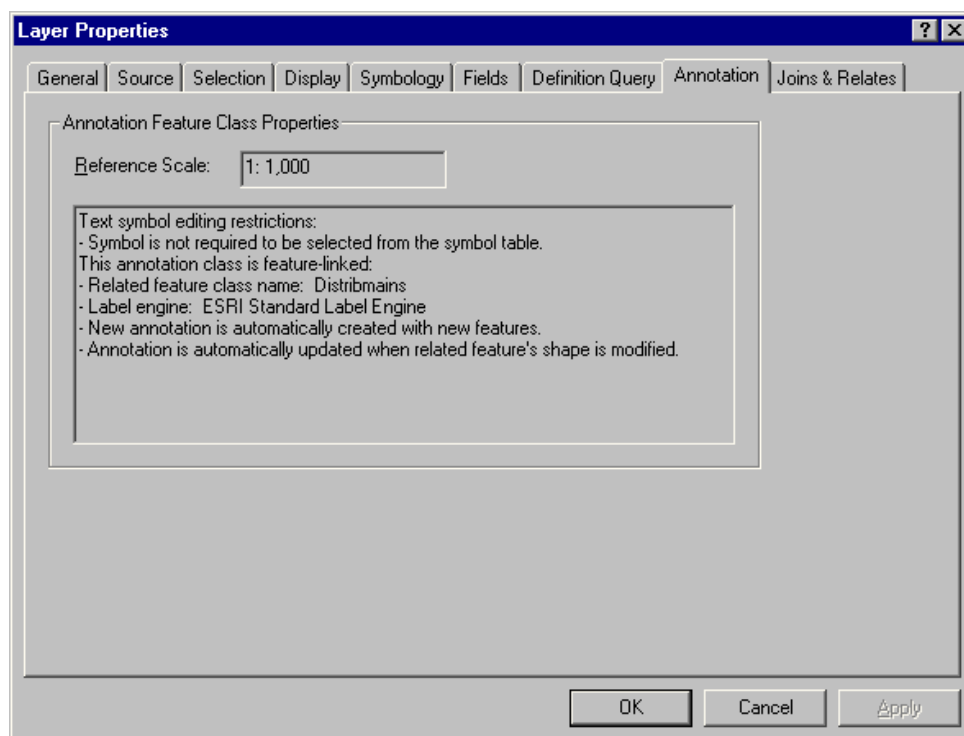 Layer Properties
General Source Selection Display Symbology Fields Definition Query Annotation Joins & Relates
Annotation Feature Class Properties
Reference Scale: 1: 1,000
Text symbol editing restrictions:
- Symbol is not required to be selected from the symbol table.
This annotation class is feature-linked:
- Related feature class name: Distribmains
- Label engine: ESRI Standard Label Engine
- New annotation is automatically created with new features.
- Annotation is automatically updated when related feature's shape is modified.
OK Cancel Apply